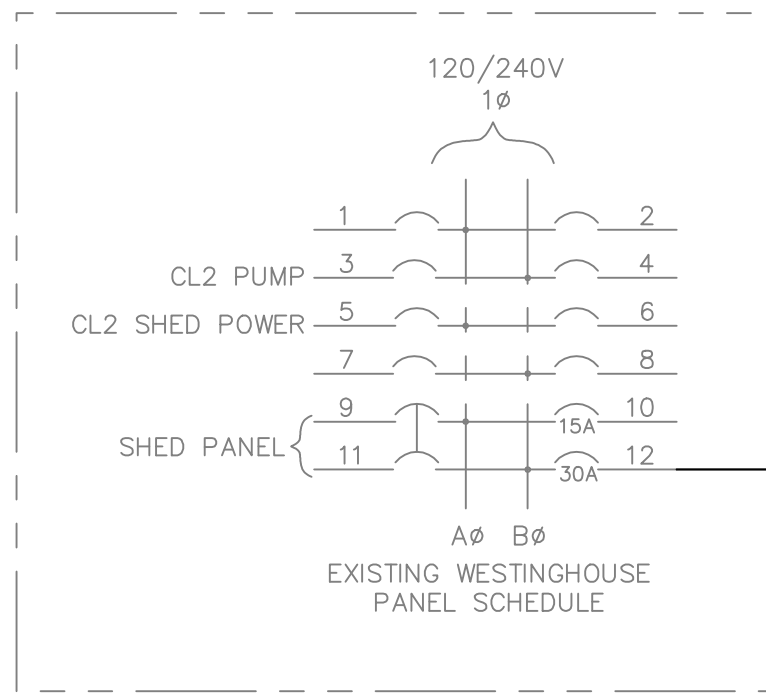 120/240V
1ø
1 2
CL2 PUMP 3 4
CL2 SHED POWER 5 6
7 8
9 10
15A
SHED PANEL
11 12
30A
Aø Bø
EXISTING WESTINGHOUSE
PANEL SCHEDULE